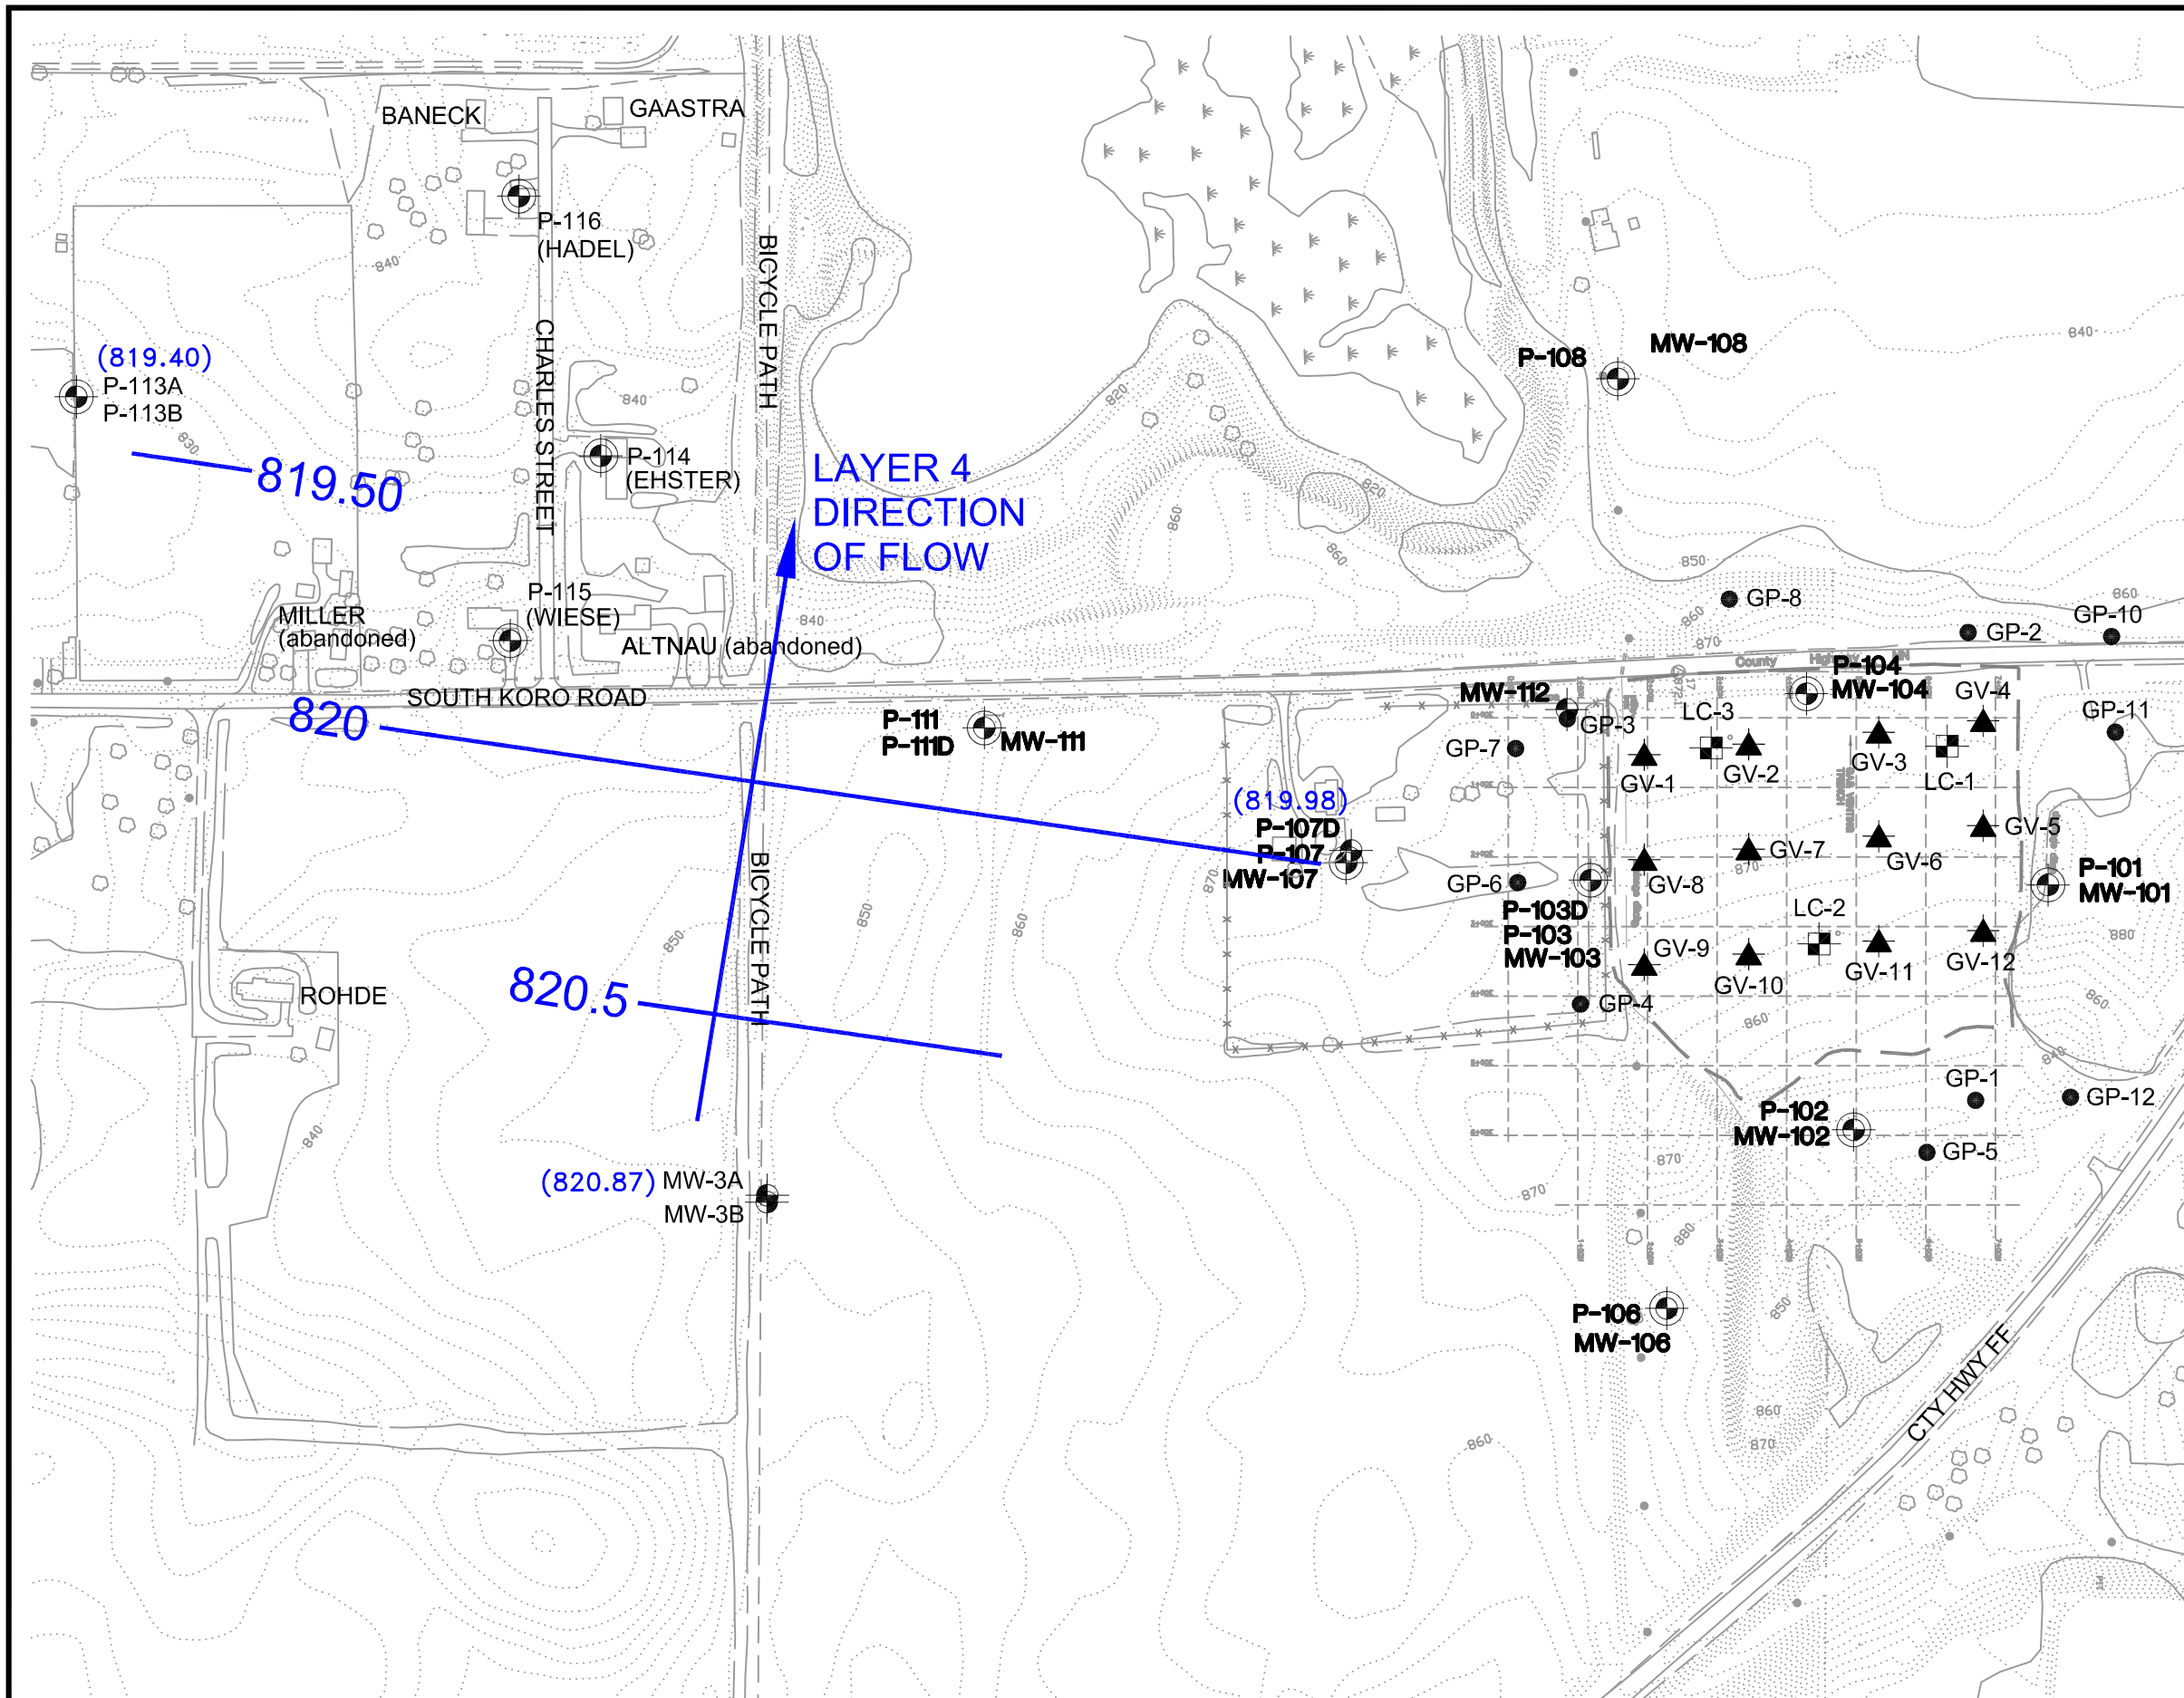 BANECK
GAASTRA
P-116
(HADEL)
840
BICYCLE PATH
CHARLES STREET
(819.40)
P-113A
P-113B
830
819.50
840
P-114
(EHSTER)
LAYER 4
DIRECTION
OF FLOW
820
860
820
860
P-108
MW-108
840
850
860
870
GP-8
GP-2
860
GP-10
P-115
(WIESE)
MILLER
(abandoned)
840
ALTNAU (abandoned)
SOUTH KORO ROAD
820
P-111
P-111D
MW-111
County Highway
MW-112
GP-3
GP-7
P-104
MW-104
LC-3
GV-4
GP-11
GV-1
GV-2
GV-3
LC-1
GAS VENTING
TRENCH
(819.98)
P-107D
P-107
MW-107
870
GP-6
GV-8
GV-7
870
GV-6
GV-5
P-101
MW-101
P-103D
P-103
MW-103
GV-9
GV-10
LC-2
GV-11
GV-12
880
860
GP-4
860
840
BICYCLE PATH
850
850
860
820.5
ROHDE
840
(820.87)
MW-3A
MW-3B
GP-1
GP-12
P-102
MW-102
GP-5
870
870
880
P-106
MW-106
850
860
870
860
CTY HWY FF